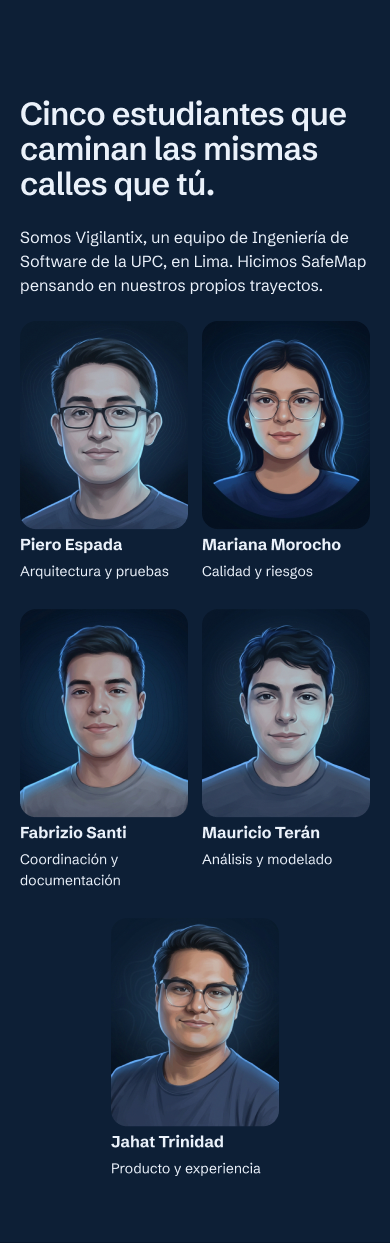 Cinco estudiantes que
caminan las mismas
calles que tú.
Somos Vigilantix, un equipo de Ingeniería de
Software de la UPC, en Lima. Hicimos SafeMap
pensando en nuestros propios trayectos.
Piero Espada
Arquitectura y pruebas
Mariana Morocho
Calidad y riesgos
Fabrizio Santi
Coordinación y
documentación
Mauricio Terán
Análisis y modelado
Jahat Trinidad
Producto y experiencia